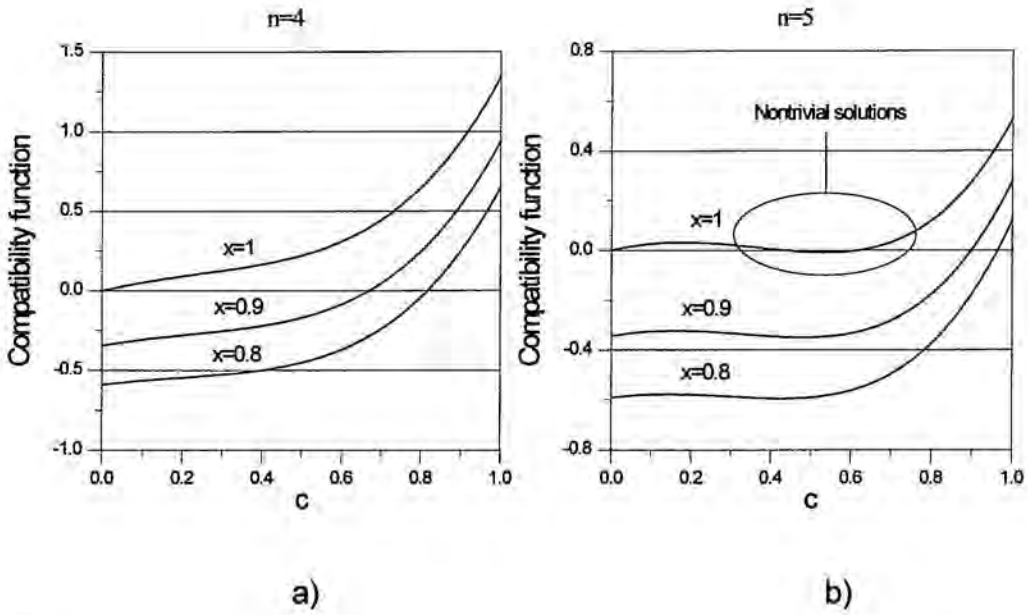 n=4
n=5
1.5
1.0
0.5
0.0
-0.5
-1.0
Compatibility function
x=1
x=0.9
x=0.8
0.0 0.2 0.4 0.6 0.8 1.0
c
a)
0.8
0.4
0.0
-0.4
-0.8
Compatibility function
Nontrivial solutions
x=1
x=0.9
x=0.8
0.0 0.2 0.4 0.6 0.8 1.0
c
b)